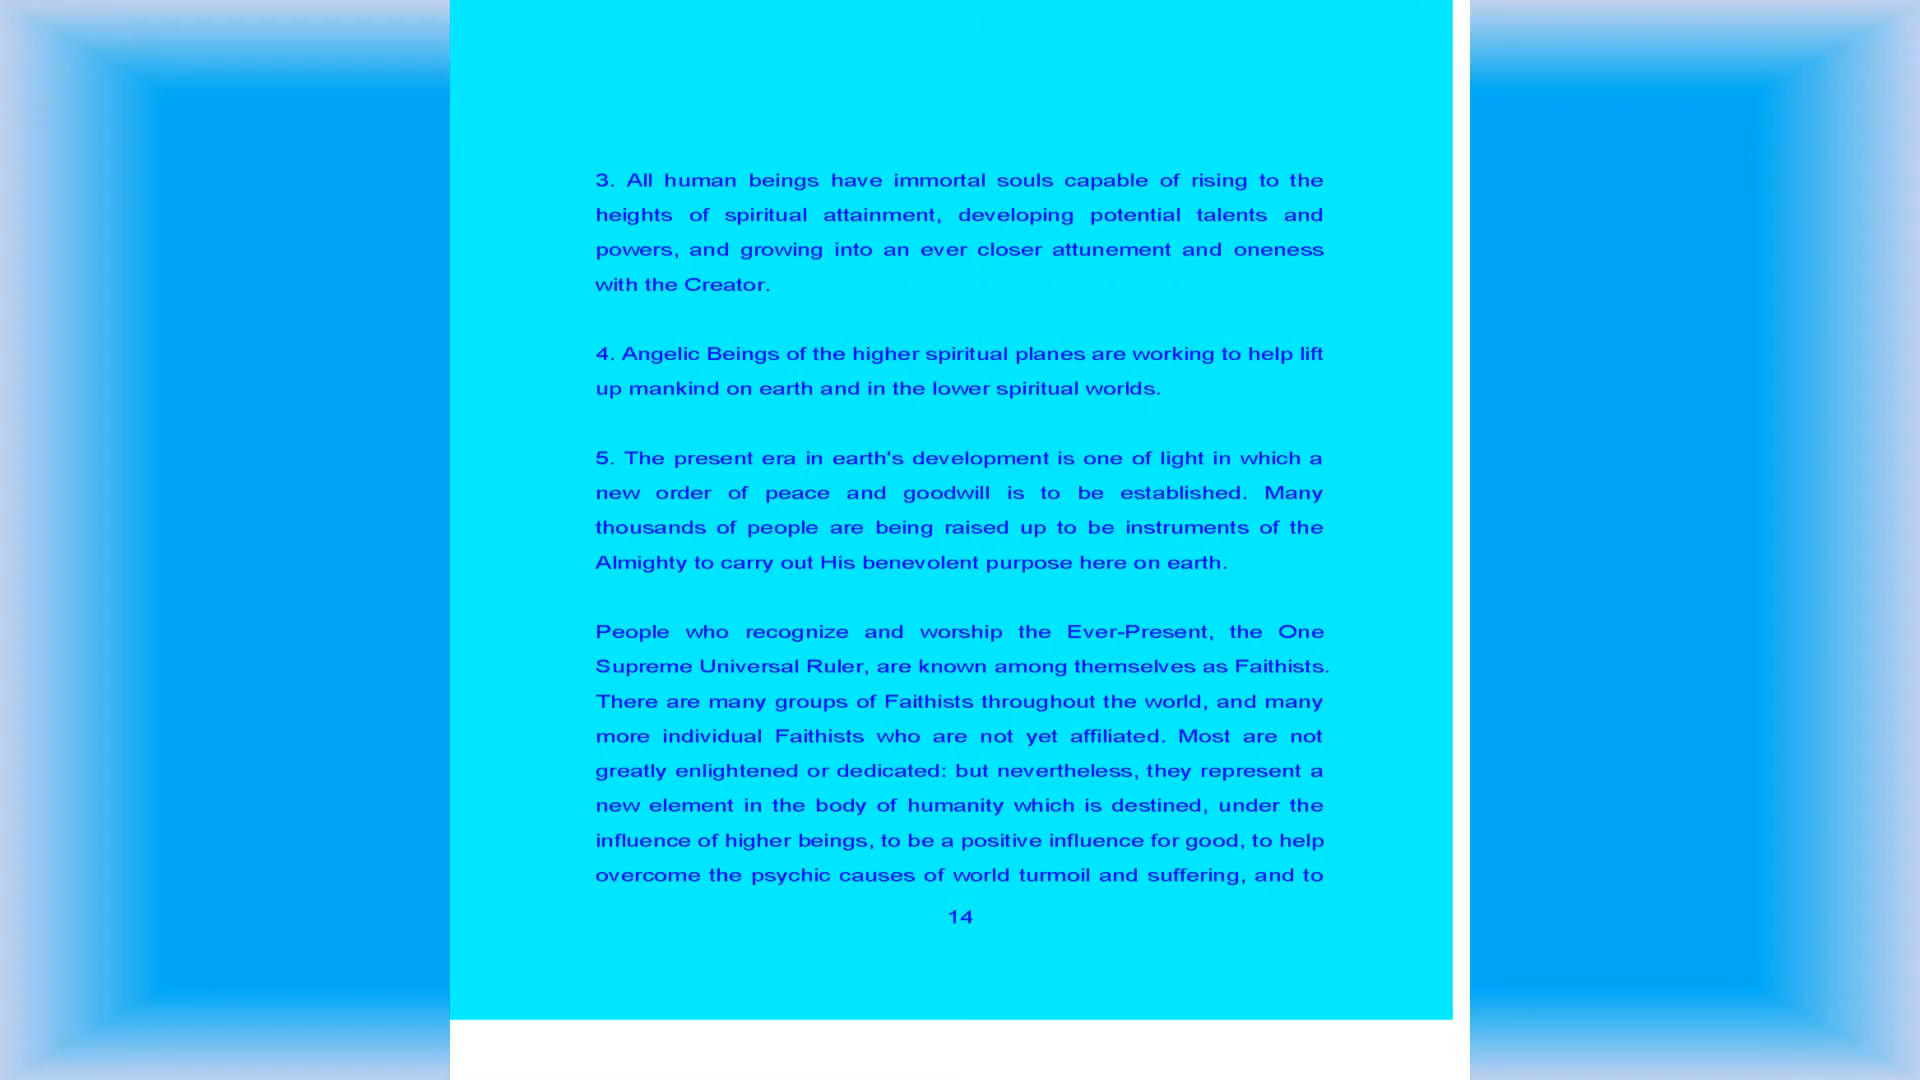 3. All human beings have immortal souls capable of rising to the
heights of spiritual attainment, developing potential talents and
powers, and growing into an ever closer attunement and oneness
with the Creator.
4. Angelic Beings of the higher spiritual planes are working to help lift
up mankind on earth and in the lower spiritual worlds.
5. The present era in earth's development is one of light in which a
new order of peace and goodwill is to be established. Many
thousands of people are being raised up to be instruments of the
Almighty to carry out His benevolent purpose here on earth.
People who recognize and worship the Ever-Present, the One
Supreme Universal Ruler, are known among themselves as Faithists.
There are many groups of Faithists throughout the world, and many
more individual Faithists who are not yet affiliated. Most are not
greatly enlightened or dedicated: but nevertheless, they represent a
new element in the body of humanity which is destined, under the
influence of higher beings, to be a positive influence for good, to help
overcome the psychic causes of world turmoil and suffering, and to
14